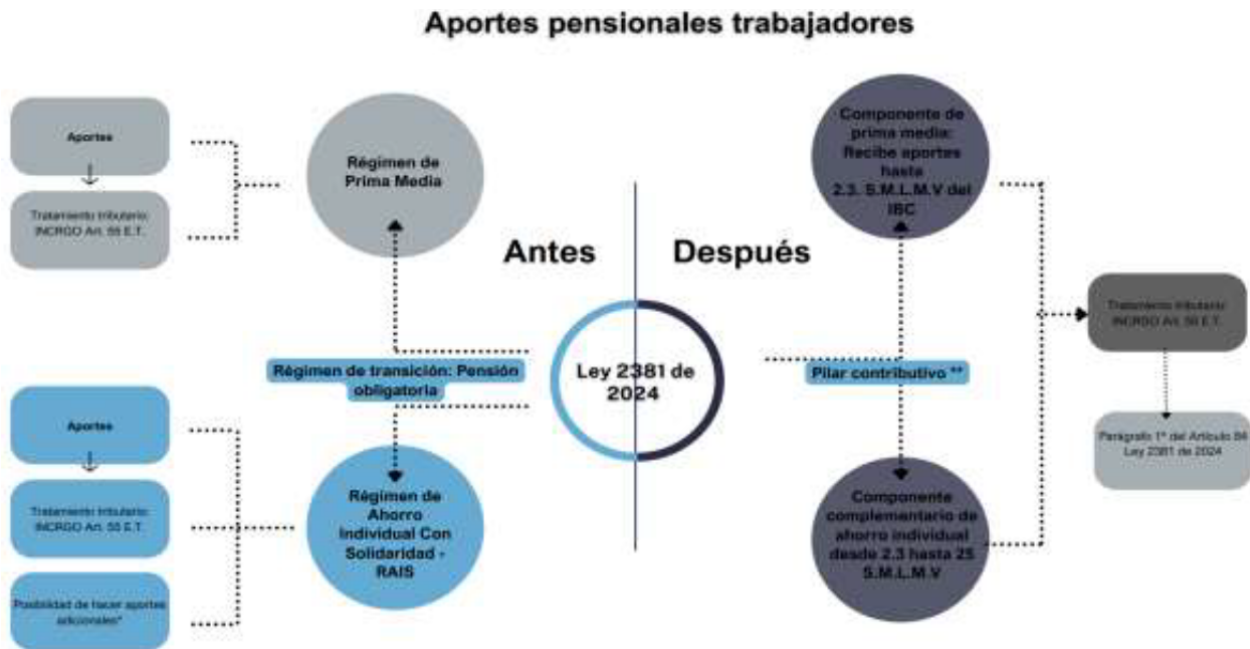 Aportes pensionales trabajadores
Aportes
Tratamiento tributario:
INCRGO Art. 55 E.T.
Régimen de
Prima Media
Antes
Régimen de transición: Pensión
obligatoria
Aportes
Tratamiento tributario:
INCRGO Art. 55 E.T.
Posibilidad de hacer aportes
adicionales*
Régimen de
Ahorro
Individual Con
Solidaridad -
RAIS
Ley 2381 de
2024
Después
Componente de
prima media:
Recibe aportes
hasta
2.3. S.M.L.M.V del
IBC
Pilar contributivo **
Componente
complementario de
ahorro individual
desde 2.3 hasta 25
S.M.L.M.V
Tratamiento tributario:
INCRGO Art. 55 E.T.
Parágrafo 1° del Artículo
Ley 2381 de 2024